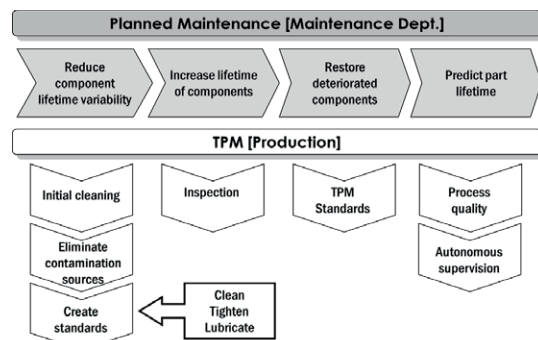 Planned Maintenance [Maintenance Dept.]
Reduce
component
lifetime variability
Increase lifetime
of components
Restore
deteriorated
components
Predict part
lifetime
TPM [Production]
Initial cleaning
Inspection
TPM
Standards
Process
quality
Eliminate
contamination
sources
Autonomous
supervision
Create
standards
Clean
Tighten
Lubricate